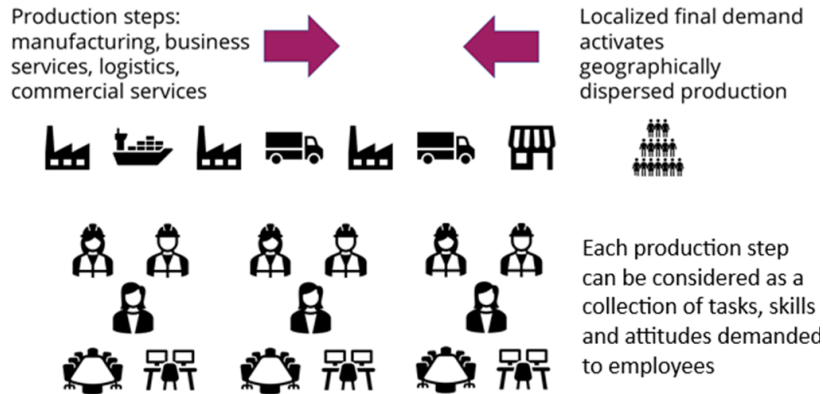 Production steps:
manufacturing, business
services, logistics,
commercial services
Localized final demand
activates
geographically
dispersed production
Each production step
can be considered as a
collection of tasks, skills
and attitudes demanded
to employees